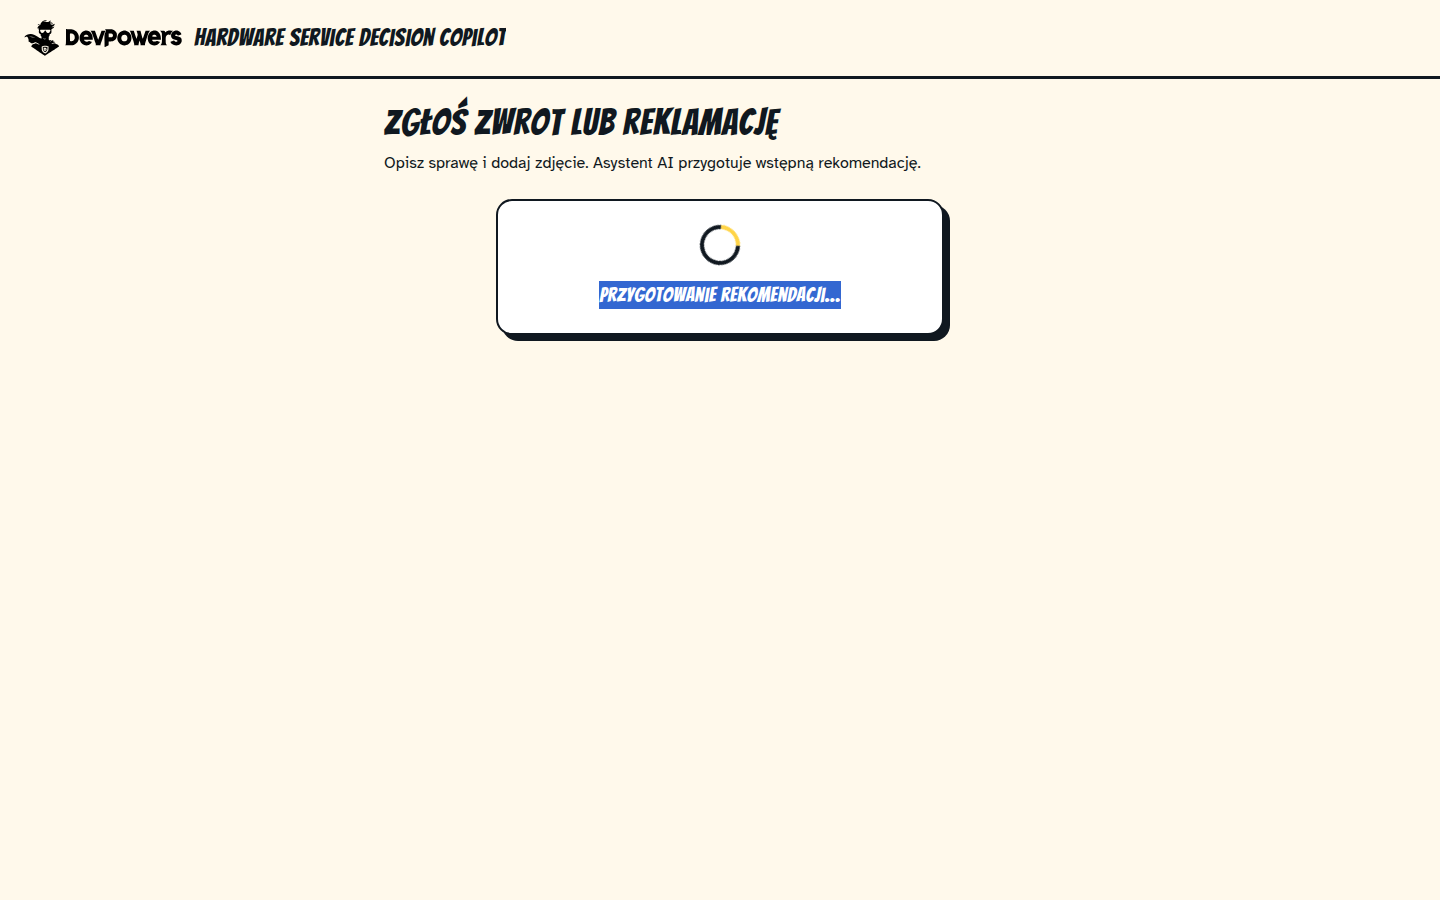 DevPowers HARDWARE SERVICE DECISION COPILOT
ZGŁOŚ ZWROT LUB REKLAMACJĘ
Opisz sprawę i dodaj zdjęcie. Asystent AI przygotuje wstępną rekomendację.
PRZYGOTOWANIE REKOMENDACJI...